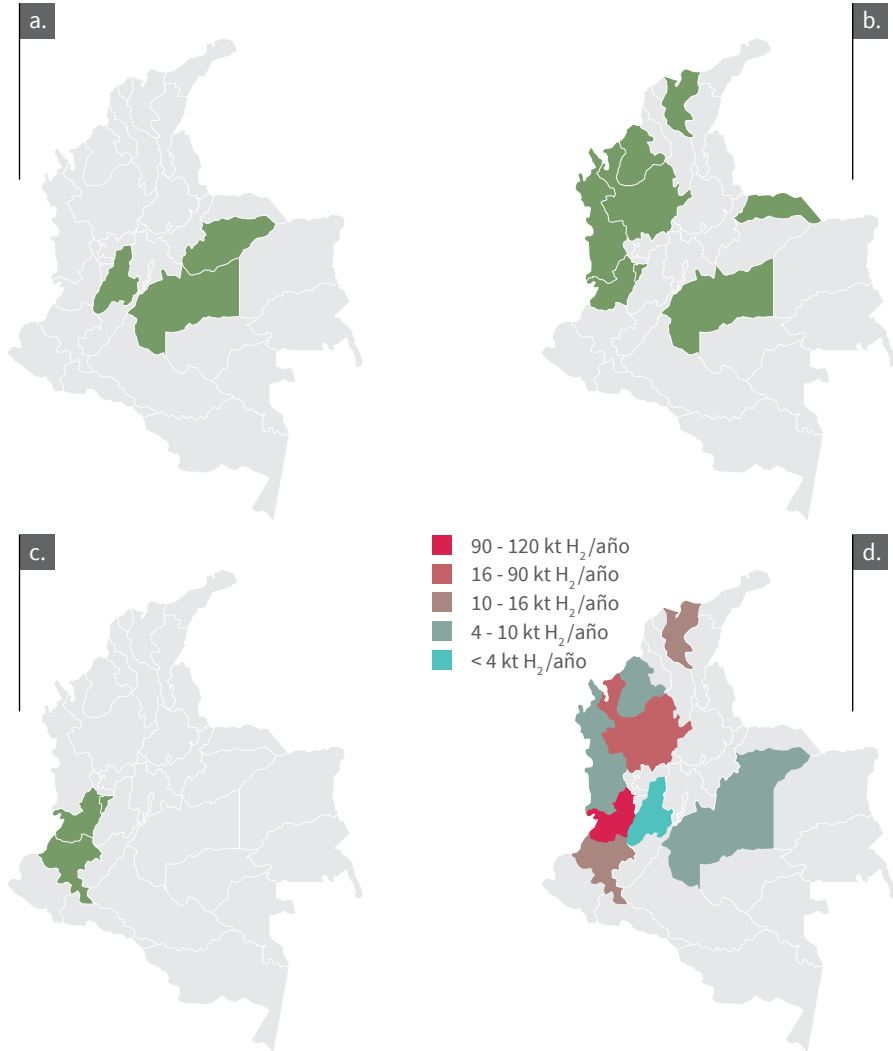 a.
b.
c.
d.
90 - 120 kt H₂/año
16 - 90 kt H₂/año
10 - 16 kt H₂/año
4 - 10 kt H₂/año
< 4 kt H₂/año